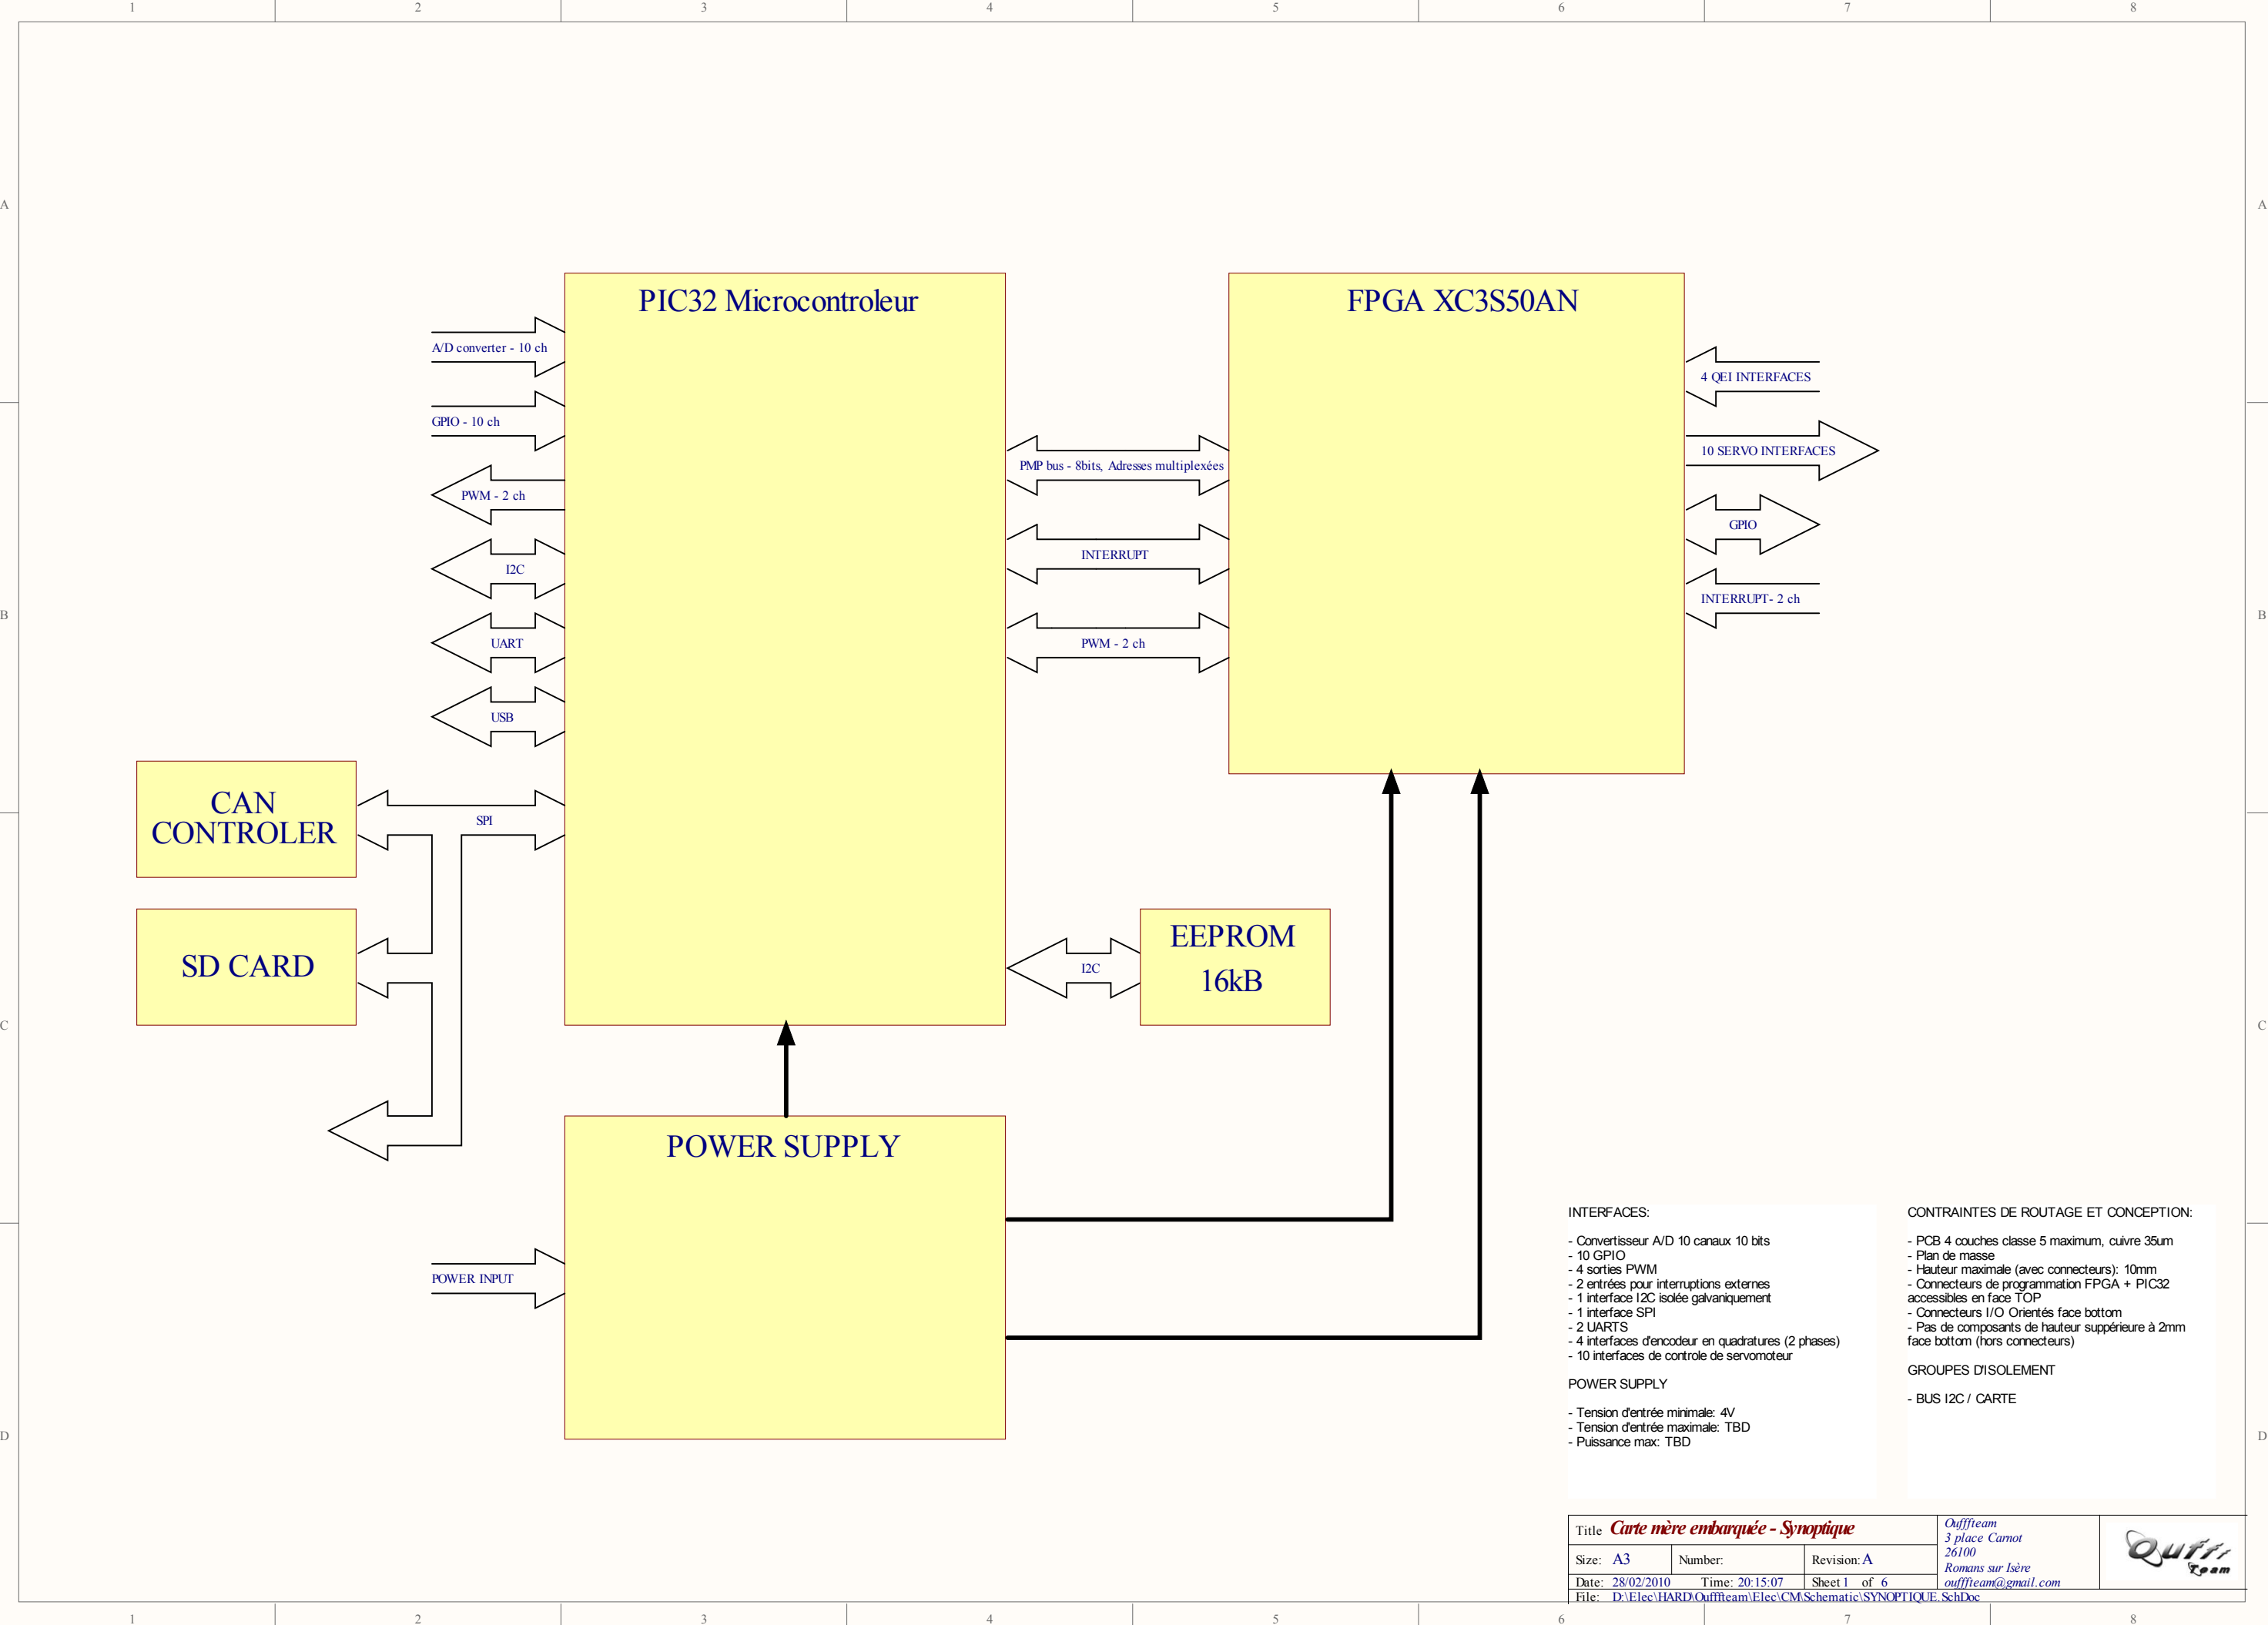 1 2 3 4 5 6 7 8
A A
B B
C C
D D
PIC32 Microcontroleur
FPGA XC3S50AN
A/D converter - 10 ch
GPIO - 10 ch
PWM - 2 ch
I2C
UART
USB
SPI
PMP bus - 8bits, Adresses multiplexées
INTERRUPT
PWM - 2 ch
4 QEI INTERFACES
10 SERVO INTERFACES
GPIO
INTERRUPT- 2 ch
CAN
CONTROLER
SD CARD
I2C
EEPROM
16kB
POWER SUPPLY
POWER INPUT
INTERFACES:
- Convertisseur A/D 10 canaux 10 bits
- 10 GPIO
- 4 sorties PWM
- 2 entrées pour interruptions externes
- 1 interface I2C isolée galvaniquement
- 1 interface SPI
- 2 UARTS
- 4 interfaces d'encodeur en quadratures (2 phases)
- 10 interfaces de controle de servomoteur
POWER SUPPLY
- Tension d'entrée minimale: 4V
- Tension d'entrée maximale: TBD
- Puissance max: TBD
CONTRAINTES DE ROUTAGE ET CONCEPTION:
- PCB 4 couches classe 5 maximum, cuivre 35um
- Plan de masse
- Hauteur maximale (avec connecteurs): 10mm
- Connecteurs de programmation FPGA + PIC32
accessibles en face TOP
- Connecteurs I/O Orientés face bottom
- Pas de composants de hauteur suppérieure à 2mm
face bottom (hors connecteurs)
GROUPES D'ISOLEMENT
- BUS I2C / CARTE
Title Carte mère embarquée - Synoptique
Size: A3 Number: Revision: A
Date: 28/02/2010 Time: 20:15:07 Sheet 1 of 6
File: D:\Elec\HARD\Oufffteam\Elec\CM\Schematic\SYNOPTIQUE.SchDoc
Oufffteam
3 place Carnot
26100
Romans sur Isère
oufffteam@gmail.com
Oufff
Team
1 2 3 4 5 6 7 8